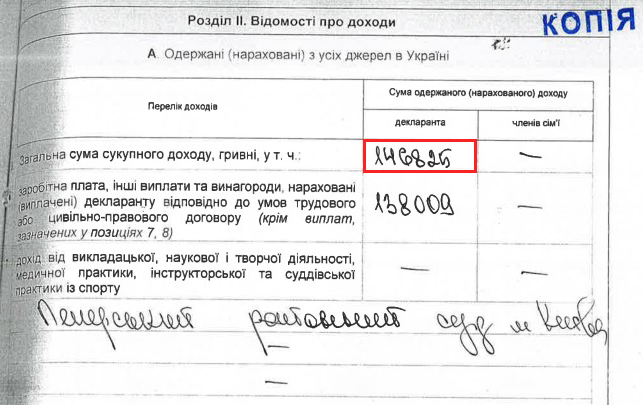 КОПІЯ
Розділ II. Відомості про доходи
А. Одержані (нараховані) з усіх джерел в Україні
Перелік доходів
Сума одержаного (нарахованого) доходу
декларанта
членів сім'ї
Загальна сума сукупного доходу, гривні, у т. ч.:
146825
—
заробітна плата, інші виплати та винагороди, нараховані
(виплачені) декларанту відповідно до умов трудового
або цивільно-правового договору (крім виплат,
зазначених у позиціях 7, 8)
138009
—
дохід від викладацької, наукової і творчої діяльності,
медичної практики, інструкторської та суддівської
практики із спорту
—
—
Печерський районний суд м Києва
—
—